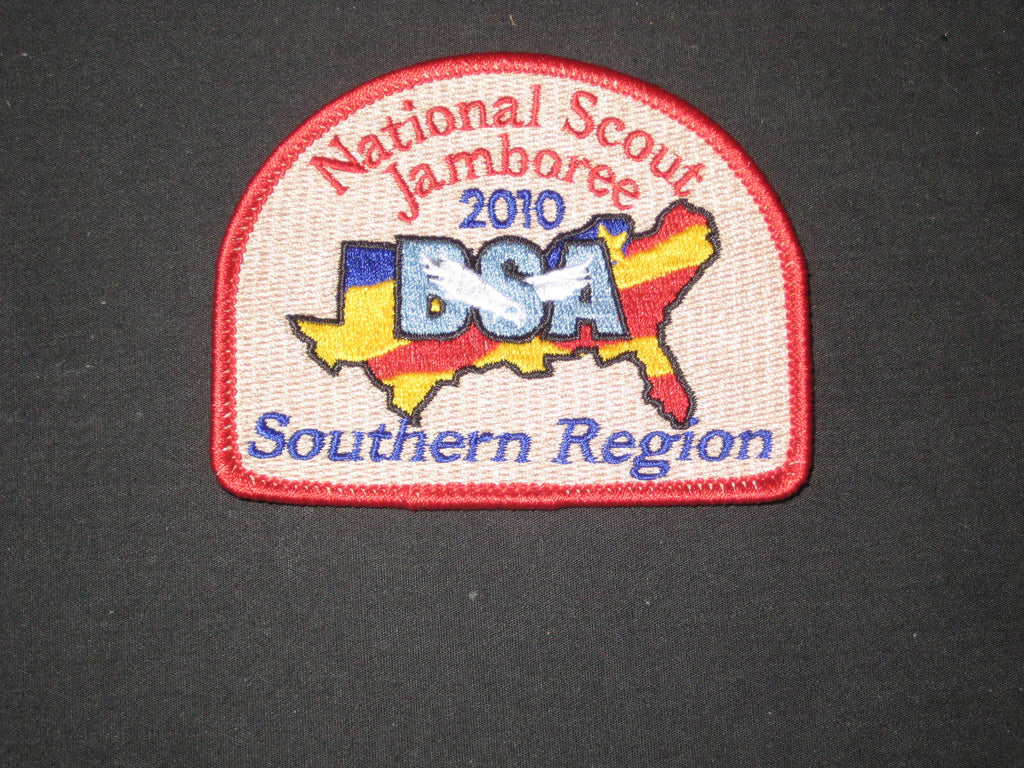 National Scout
Jamboree
2010
BSA
Southern Region